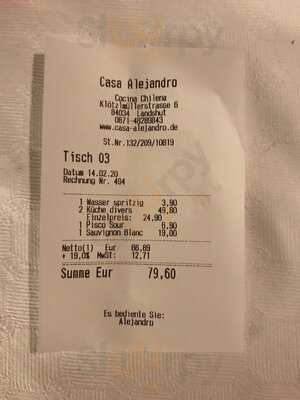 Casa Alejandro
Cocina Chilena
Klötzlmüllerstrasse 6
84034 Landshut
0871-48289843
www.casa-alejandro.de
St.Nr.132/209/10819
Tisch 03
Datum 14.02.20
Rechnung Nr. 494
1 Wasser spritzig 3,90
2 Küche divers 49,80
Einzelpreis: 24,90
1 Pisco Sour 6,90
1 Sauvignon Blanc 19,00
Netto(1) Eur 66,89
+ 19,0% MwSt: 12,71
Summe Eur 79,60
Es bediente Sie:
Alejandro